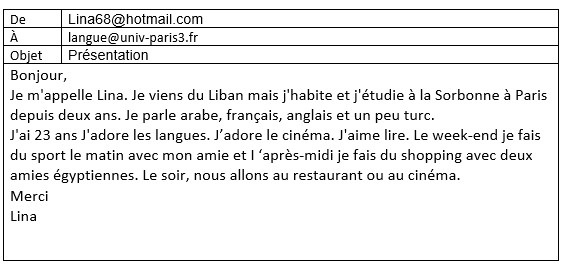 De Lina68@hotmail.com
À langue@univ-paris3.fr
Objet Présentation
Bonjour,
Je m'appelle Lina. Je viens du Liban mais j'habite et j'étudie à la Sorbonne à Paris
depuis deux ans. Je parle arabe, français, anglais et un peu turc.
J'ai 23 ans J'adore les langues. J’adore le cinéma. J'aime lire. Le week-end je fais
du sport le matin avec mon amie et I ‘après-midi je fais du shopping avec deux
amies égyptiennes. Le soir, nous allons au restaurant ou au cinéma.
Merci
Lina